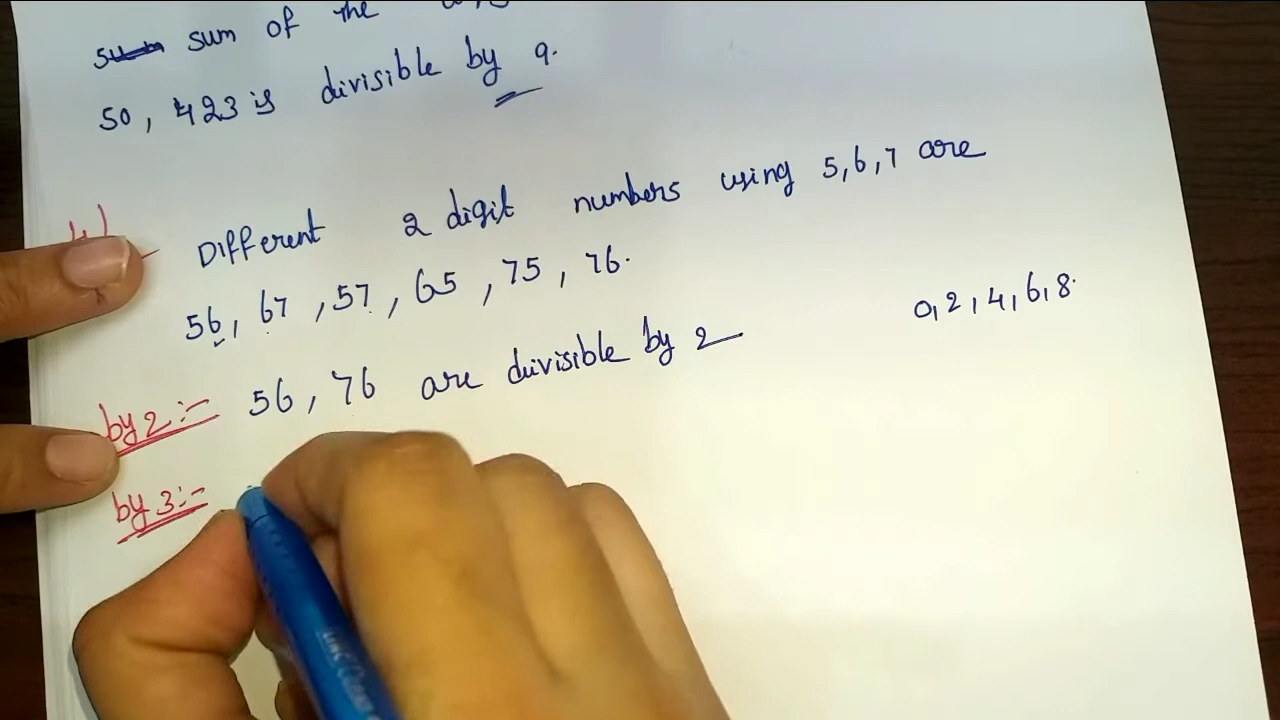 sum of the
50, 423 is divisible by 9.
4)
Different 2 digit numbers using 5,6,7 are
56, 67, 57, 65, 75, 76.
0,2,4,6,8.
by 2:- 56, 76 are divisible by 2
by 3:-